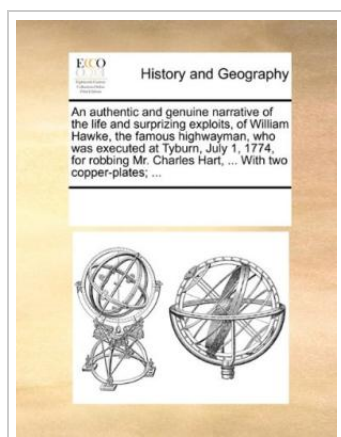 ECCO
History and Geography
An authentic and genuine narrative of
the life and surprizing exploits, of William
Hawke, the famous highwayman, who
was executed at Tyburn, July 1, 1774,
for robbing Mr. Charles Hart, ... With two
copper-plates; ...